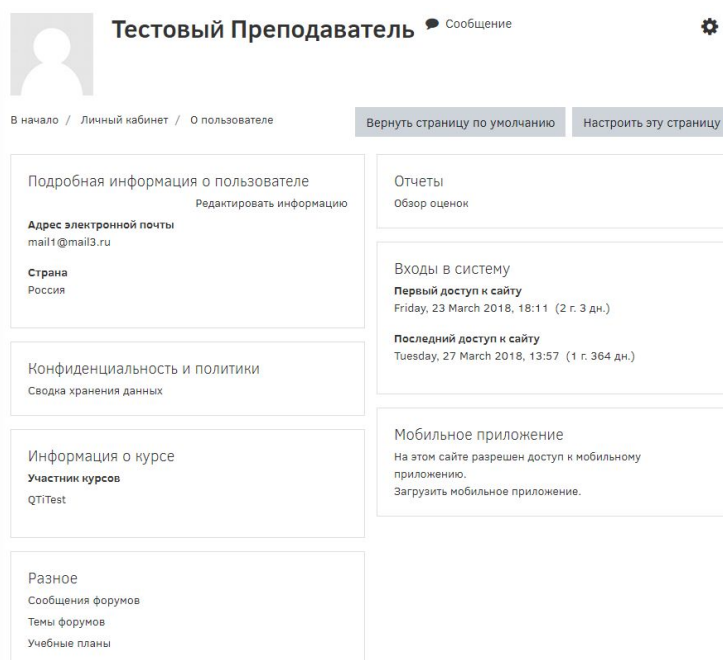 Тестовый Преподаватель
Сообщение
В начало / Личный кабинет / О пользователе
Вернуть страницу по умолчанию
Настроить эту страницу
Подробная информация о пользователе
Редактировать информацию
Адрес электронной почты
mail1@mail3.ru
Страна
Россия
Конфиденциальность и политики
Сводка хранения данных
Информация о курсе
Участник курсов
QTiTest
Разное
Сообщения форумов
Темы форумов
Учебные планы
Отчеты
Обзор оценок
Входы в систему
Первый доступ к сайту
Friday, 23 March 2018, 18:11 (2 г. 3 дн.)
Последний доступ к сайту
Tuesday, 27 March 2018, 13:57 (1 г. 364 дн.)
Мобильное приложение
На этом сайте разрешен доступ к мобильному
приложению.
Загрузить мобильное приложение.